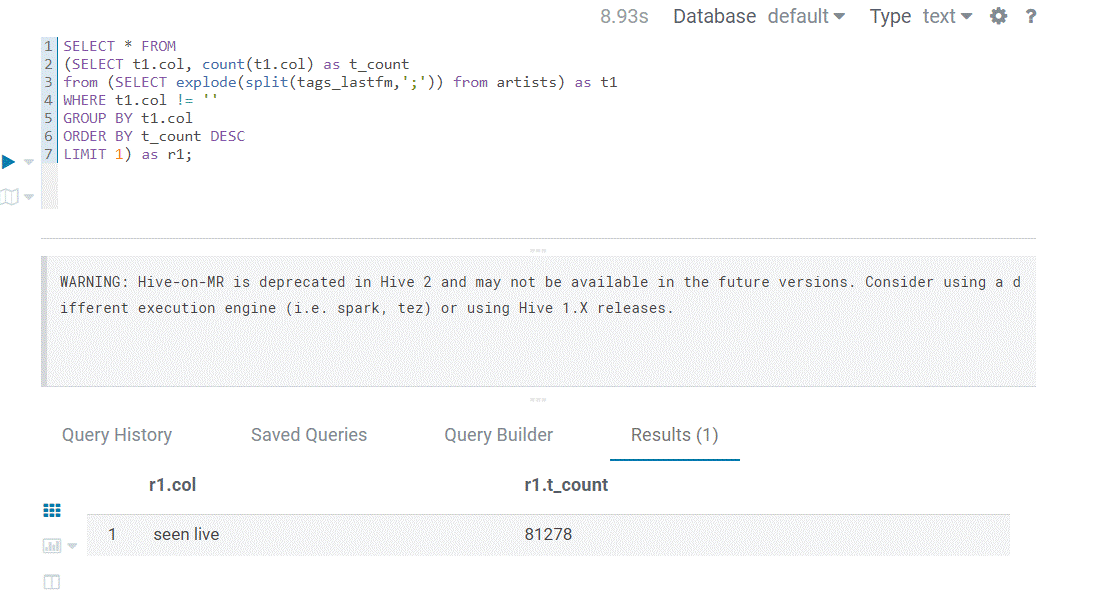 8.93s Database default Type text ?
1 SELECT * FROM
2 (SELECT t1.col, count(t1.col) as t_count
3 from (SELECT explode(split(tags_lastfm,';')) from artists) as t1
4 WHERE t1.col != ''
5 GROUP BY t1.col
6 ORDER BY t_count DESC
7 LIMIT 1) as r1;
WARNING: Hive-on-MR is deprecated in Hive 2 and may not be available in the future versions. Consider using a d
ifferent execution engine (i.e. spark, tez) or using Hive 1.X releases.
Query History Saved Queries Query Builder Results (1)
r1.col r1.t_count
1 seen live 81278